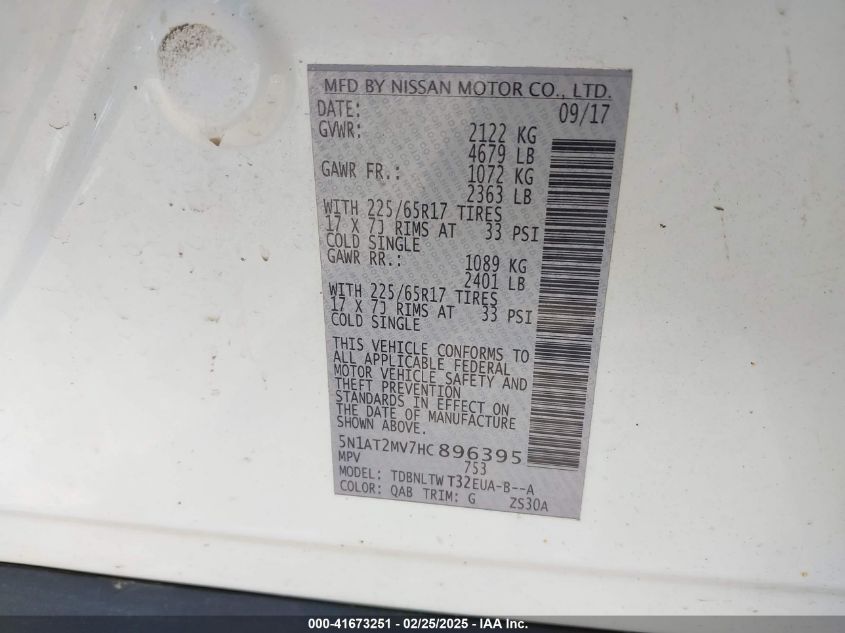 MFD BY NISSAN MOTOR CO., LTD.
DATE: 09/17
GVWR: 2122 KG
4679 LB
GAWR FR.: 1072 KG
2363 LB
WITH 225/65R17 TIRES
17 X 7J RIMS AT 33 PSI
COLD SINGLE
GAWR RR.: 1089 KG
2401 LB
WITH 225/65R17 TIRES
17 X 7J RIMS AT 33 PSI
COLD SINGLE
THIS VEHICLE CONFORMS TO
ALL APPLICABLE FEDERAL
MOTOR VEHICLE SAFETY AND
THEFT PREVENTION
STANDARDS IN EFFECT ON
THE DATE OF MANUFACTURE
SHOWN ABOVE.
5N1AT2MV7HC896395
MPV 753
MODEL: TDBNLTW T32EUA-B--A
COLOR: QAB TRIM: G ZS30A
000-41673251 - 02/25/2025 - IAAI Inc.